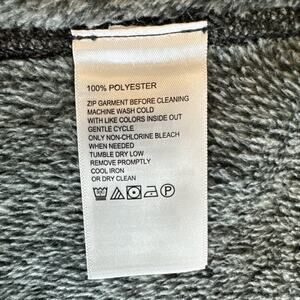 100% POLYESTER
ZIP GARMENT BEFORE CLEANING
MACHINE WASH COLD
WITH LIKE COLORS INSIDE OUT
GENTLE CYCLE
ONLY NON-CHLORINE BLEACH
WHEN NEEDED
TUMBLE DRY LOW
REMOVE PROMPTLY
COOL IRON
OR DRY CLEAN
P